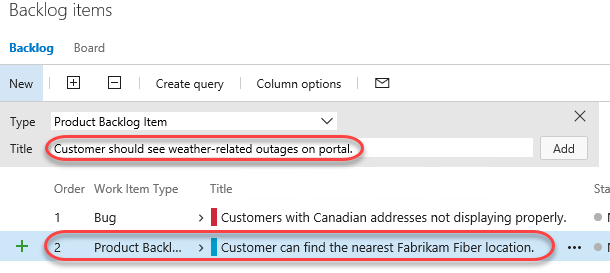 Backlog items
Backlog Board
New Create query Column options
Type Product Backlog Item
Title Customer should see weather-related outages on portal. Add
Order Work Item Type Title Sta
1 Bug Customers with Canadian addresses not displaying properly. N
2 Product Backl... Customer can find the nearest Fabrikam Fiber location. ... N